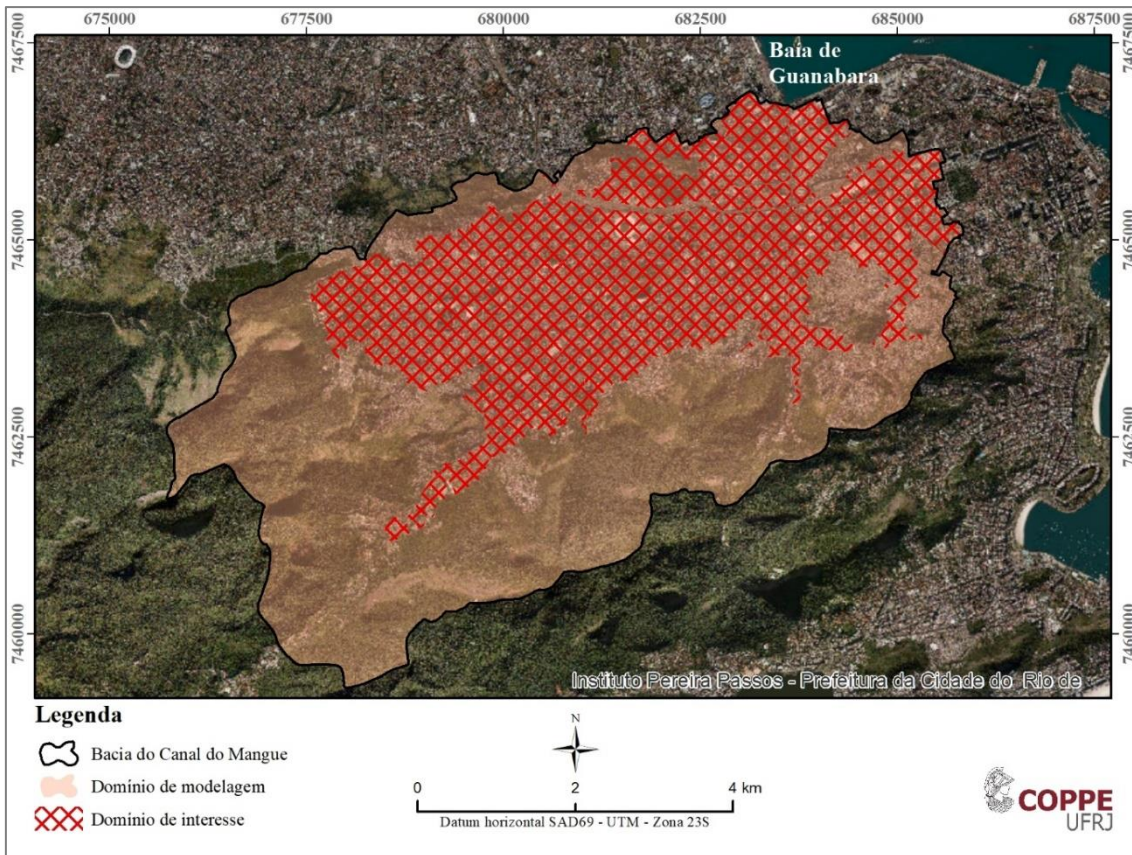 675000 677500 680000 682500 685000 687500
7467500 7467500
Baía de
Guanabara
7465000 7465000
7462500 7462500
7460000 7460000
Instituto Pereira Passos - Prefeitura da Cidade do Rio de
Legenda
Bacia do Canal do Mangue
Domínio de modelagem
Domínio de interesse
N
0 2 4 km
Datum horizontal SAD69 - UTM - Zona 23S
COPPE
UFRJ